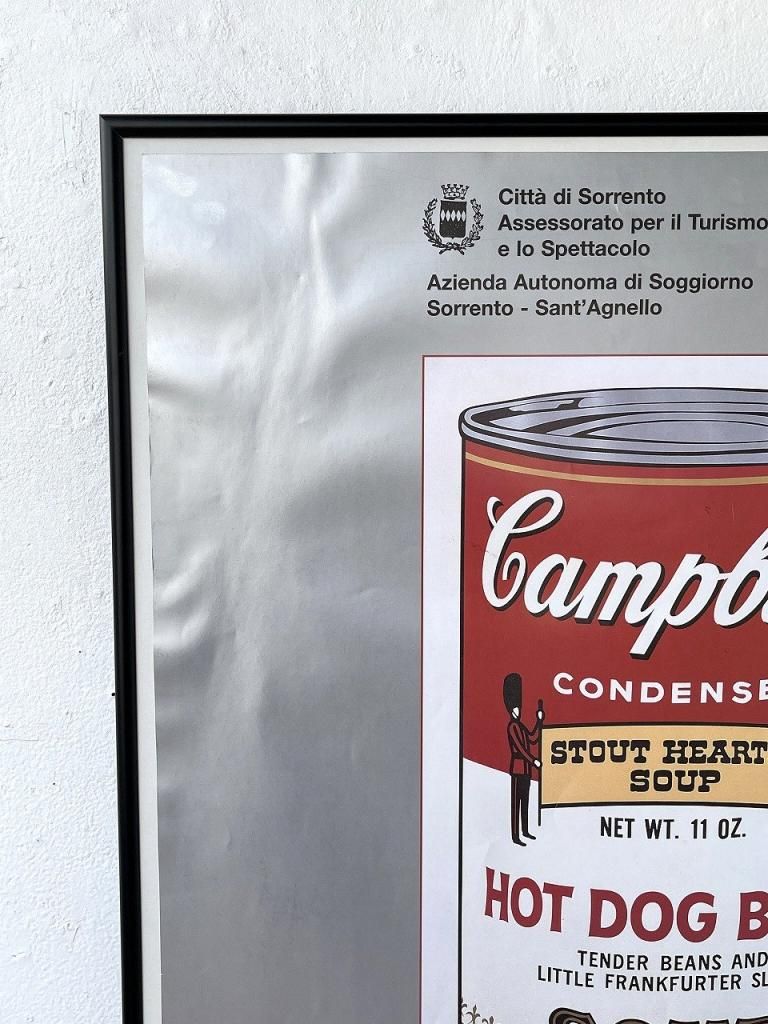 Città di Sorrento
Assessorato per il Turismo
e lo Spettacolo
Azienda Autonoma di Soggiorno
Sorrento - Sant'Agnello
Campb
CONDENSE
STOUT HEART
SOUP
NET WT. 11 OZ.
HOT DOG B
TENDER BEANS AND
LITTLE FRANKFURTER SL